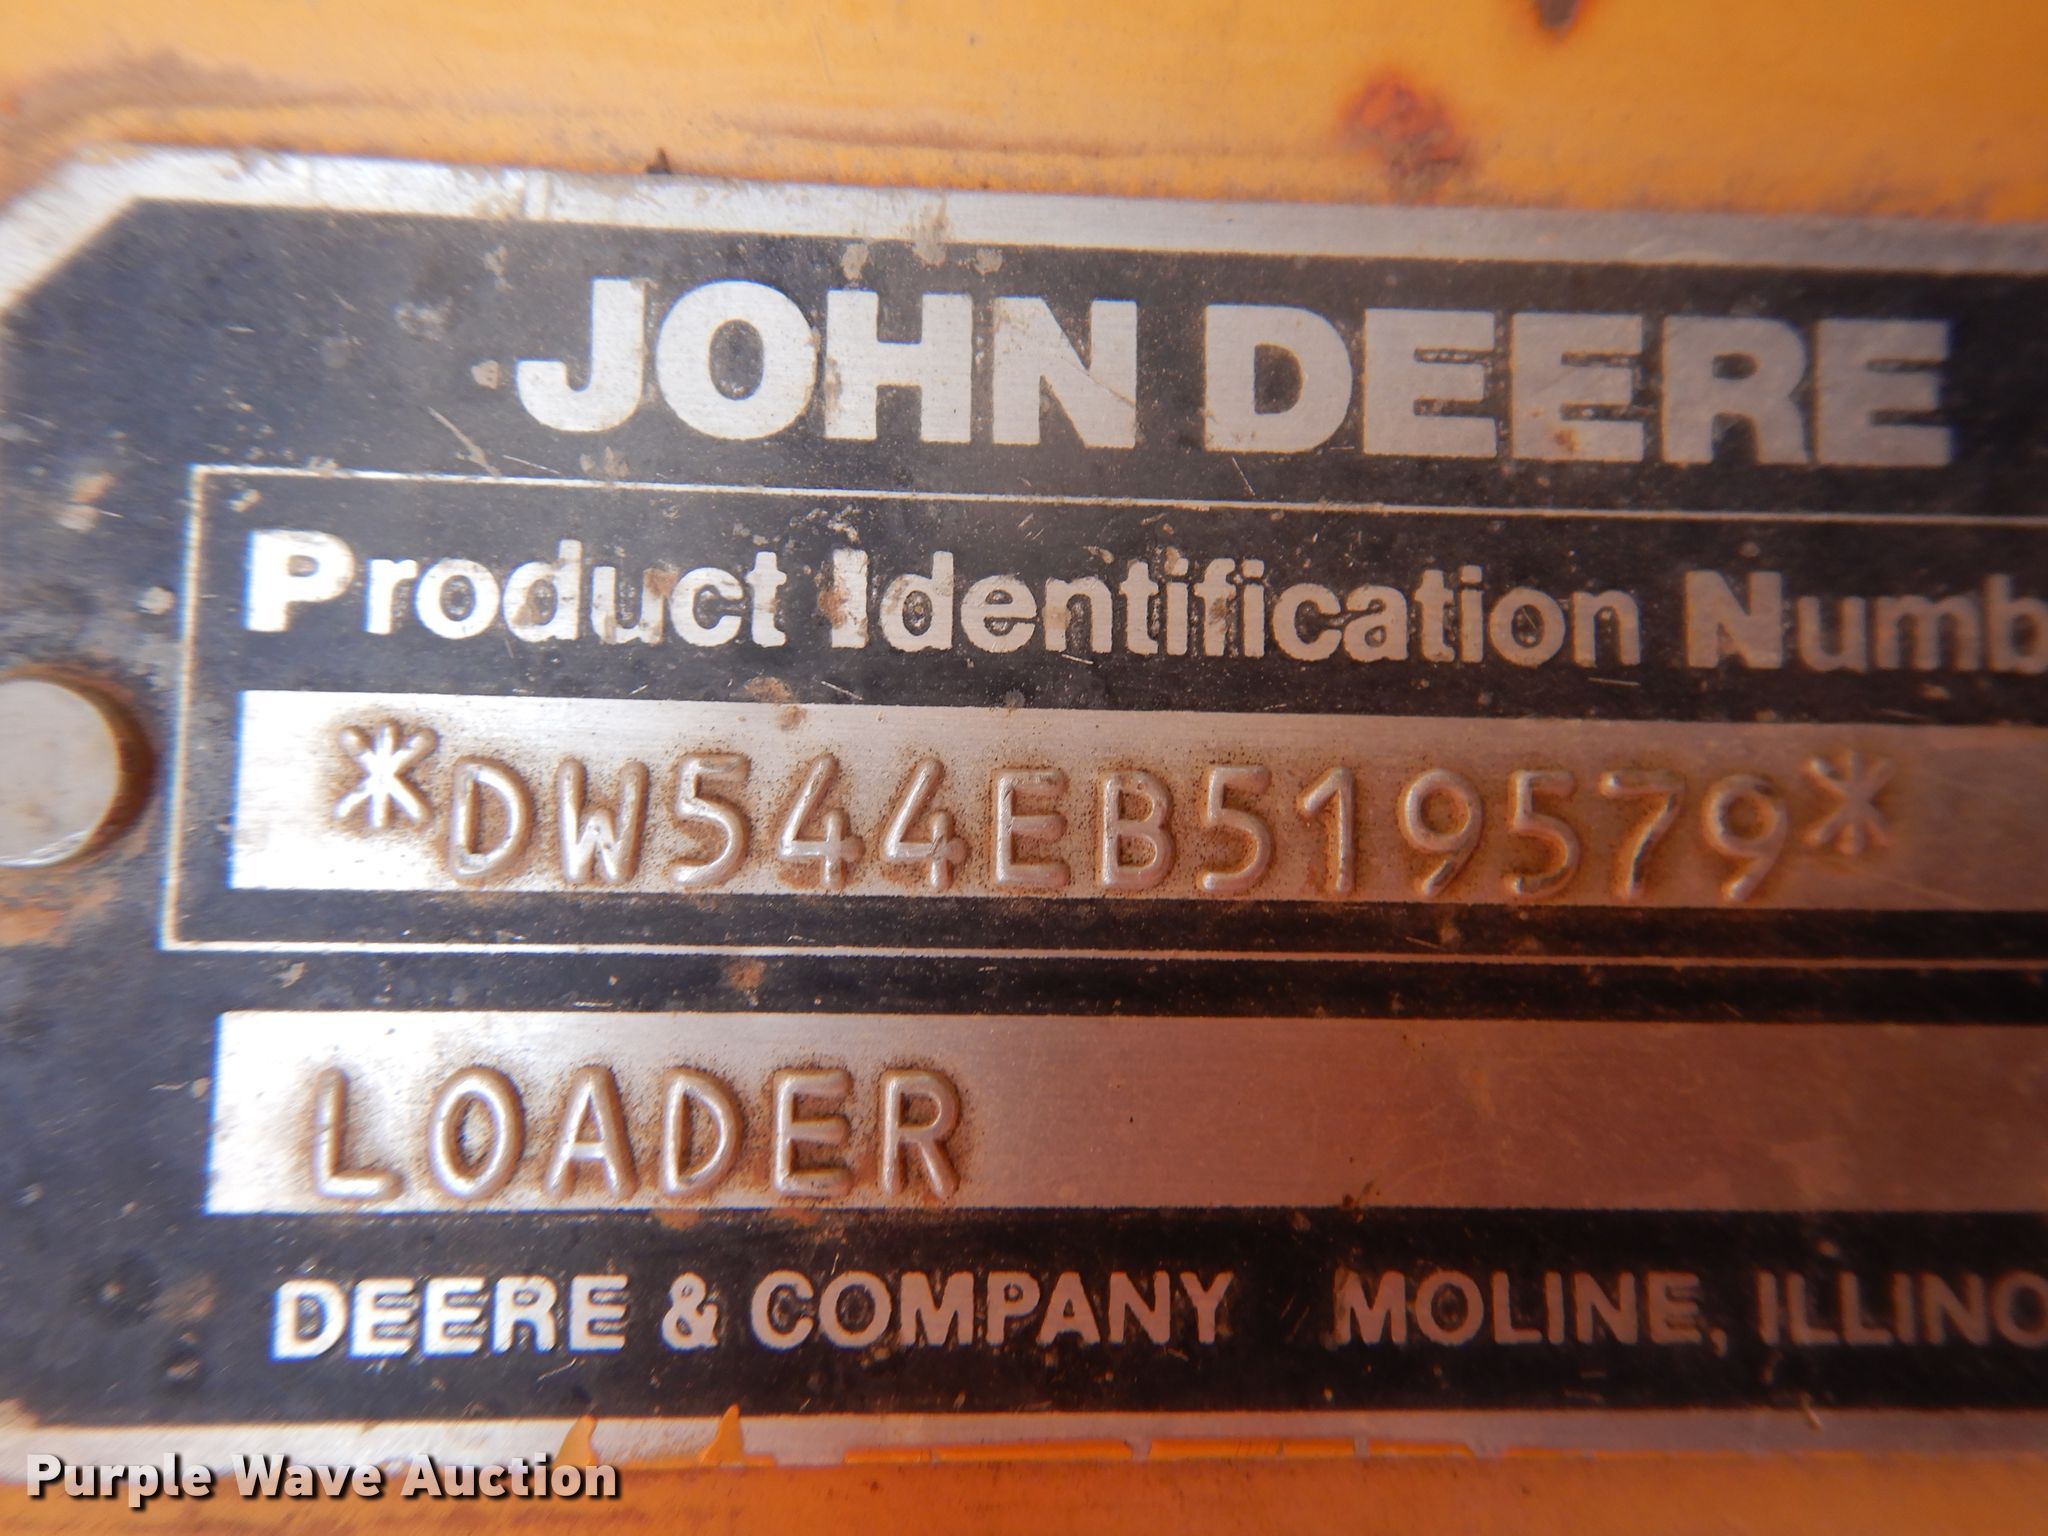 JOHN DEERE
Product Identification Numb
*DW544EB519579*
LOADER
DEERE & COMPANY MOLINE, ILLINO
Purple Wave Auction